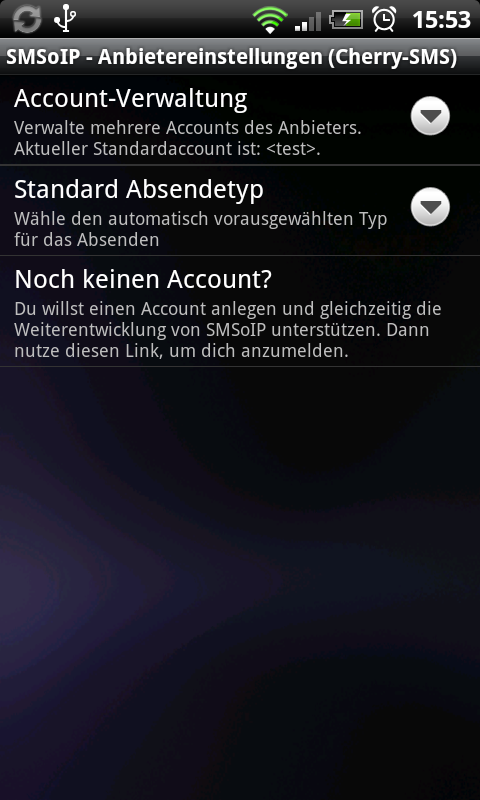 15:53
SMSoIP - Anbietereinstellungen (Cherry-SMS)
Account-Verwaltung
Verwalte mehrere Accounts des Anbieters.
Aktueller Standardaccount ist: <test>.
Standard Absendetyp
Wähle den automatisch vorausgewählten Typ
für das Absenden
Noch keinen Account?
Du willst einen Account anlegen und gleichzeitig die
Weiterentwicklung von SMSoIP unterstützen. Dann
nutze diesen Link, um dich anzumelden.